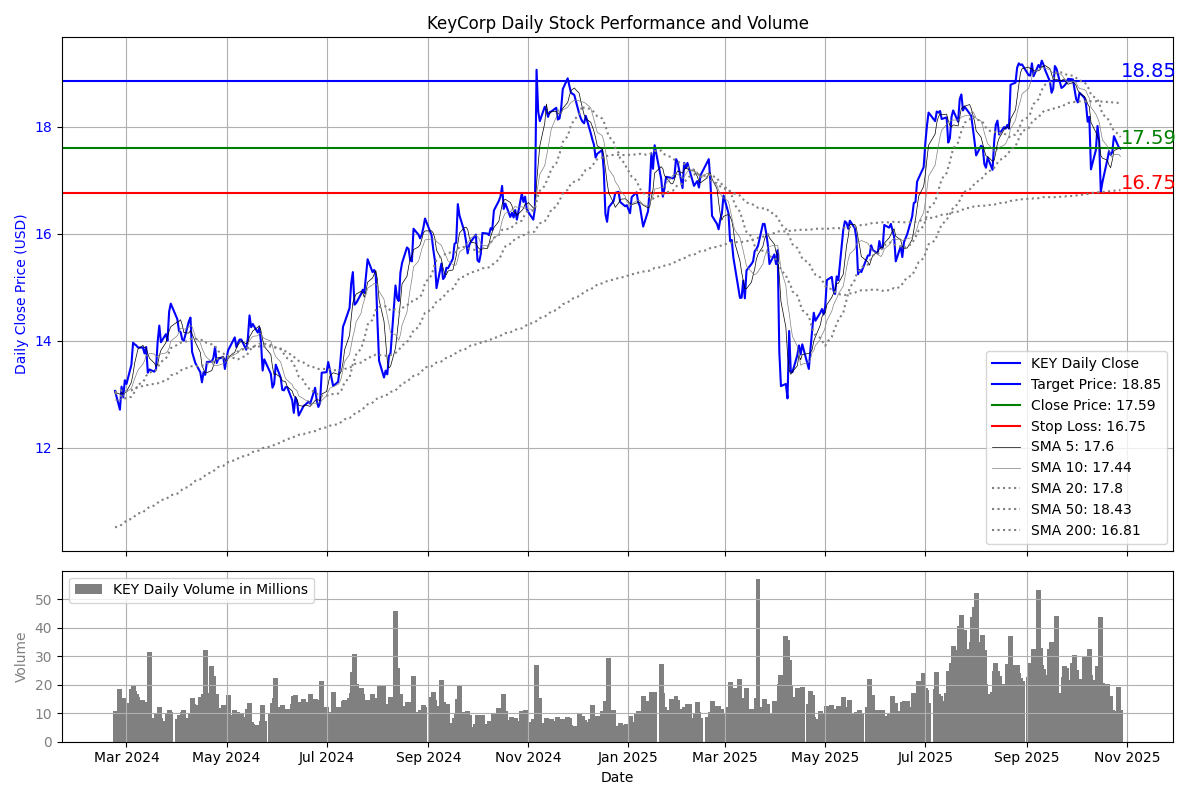 KeyCorp Daily Stock Performance and Volume
Daily Close Price (USD)
18
16
14
12
18.85
17.59
16.75
KEY Daily Close
Target Price: 18.85
Close Price: 17.59
Stop Loss: 16.75
SMA 5: 17.6
SMA 10: 17.44
SMA 20: 17.8
SMA 50: 18.43
SMA 200: 16.81
KEY Daily Volume in Millions
Volume
50
40
30
20
10
0
Mar 2024 May 2024 Jul 2024 Sep 2024 Nov 2024 Jan 2025 Mar 2025 May 2025 Jul 2025 Sep 2025 Nov 2025
Date